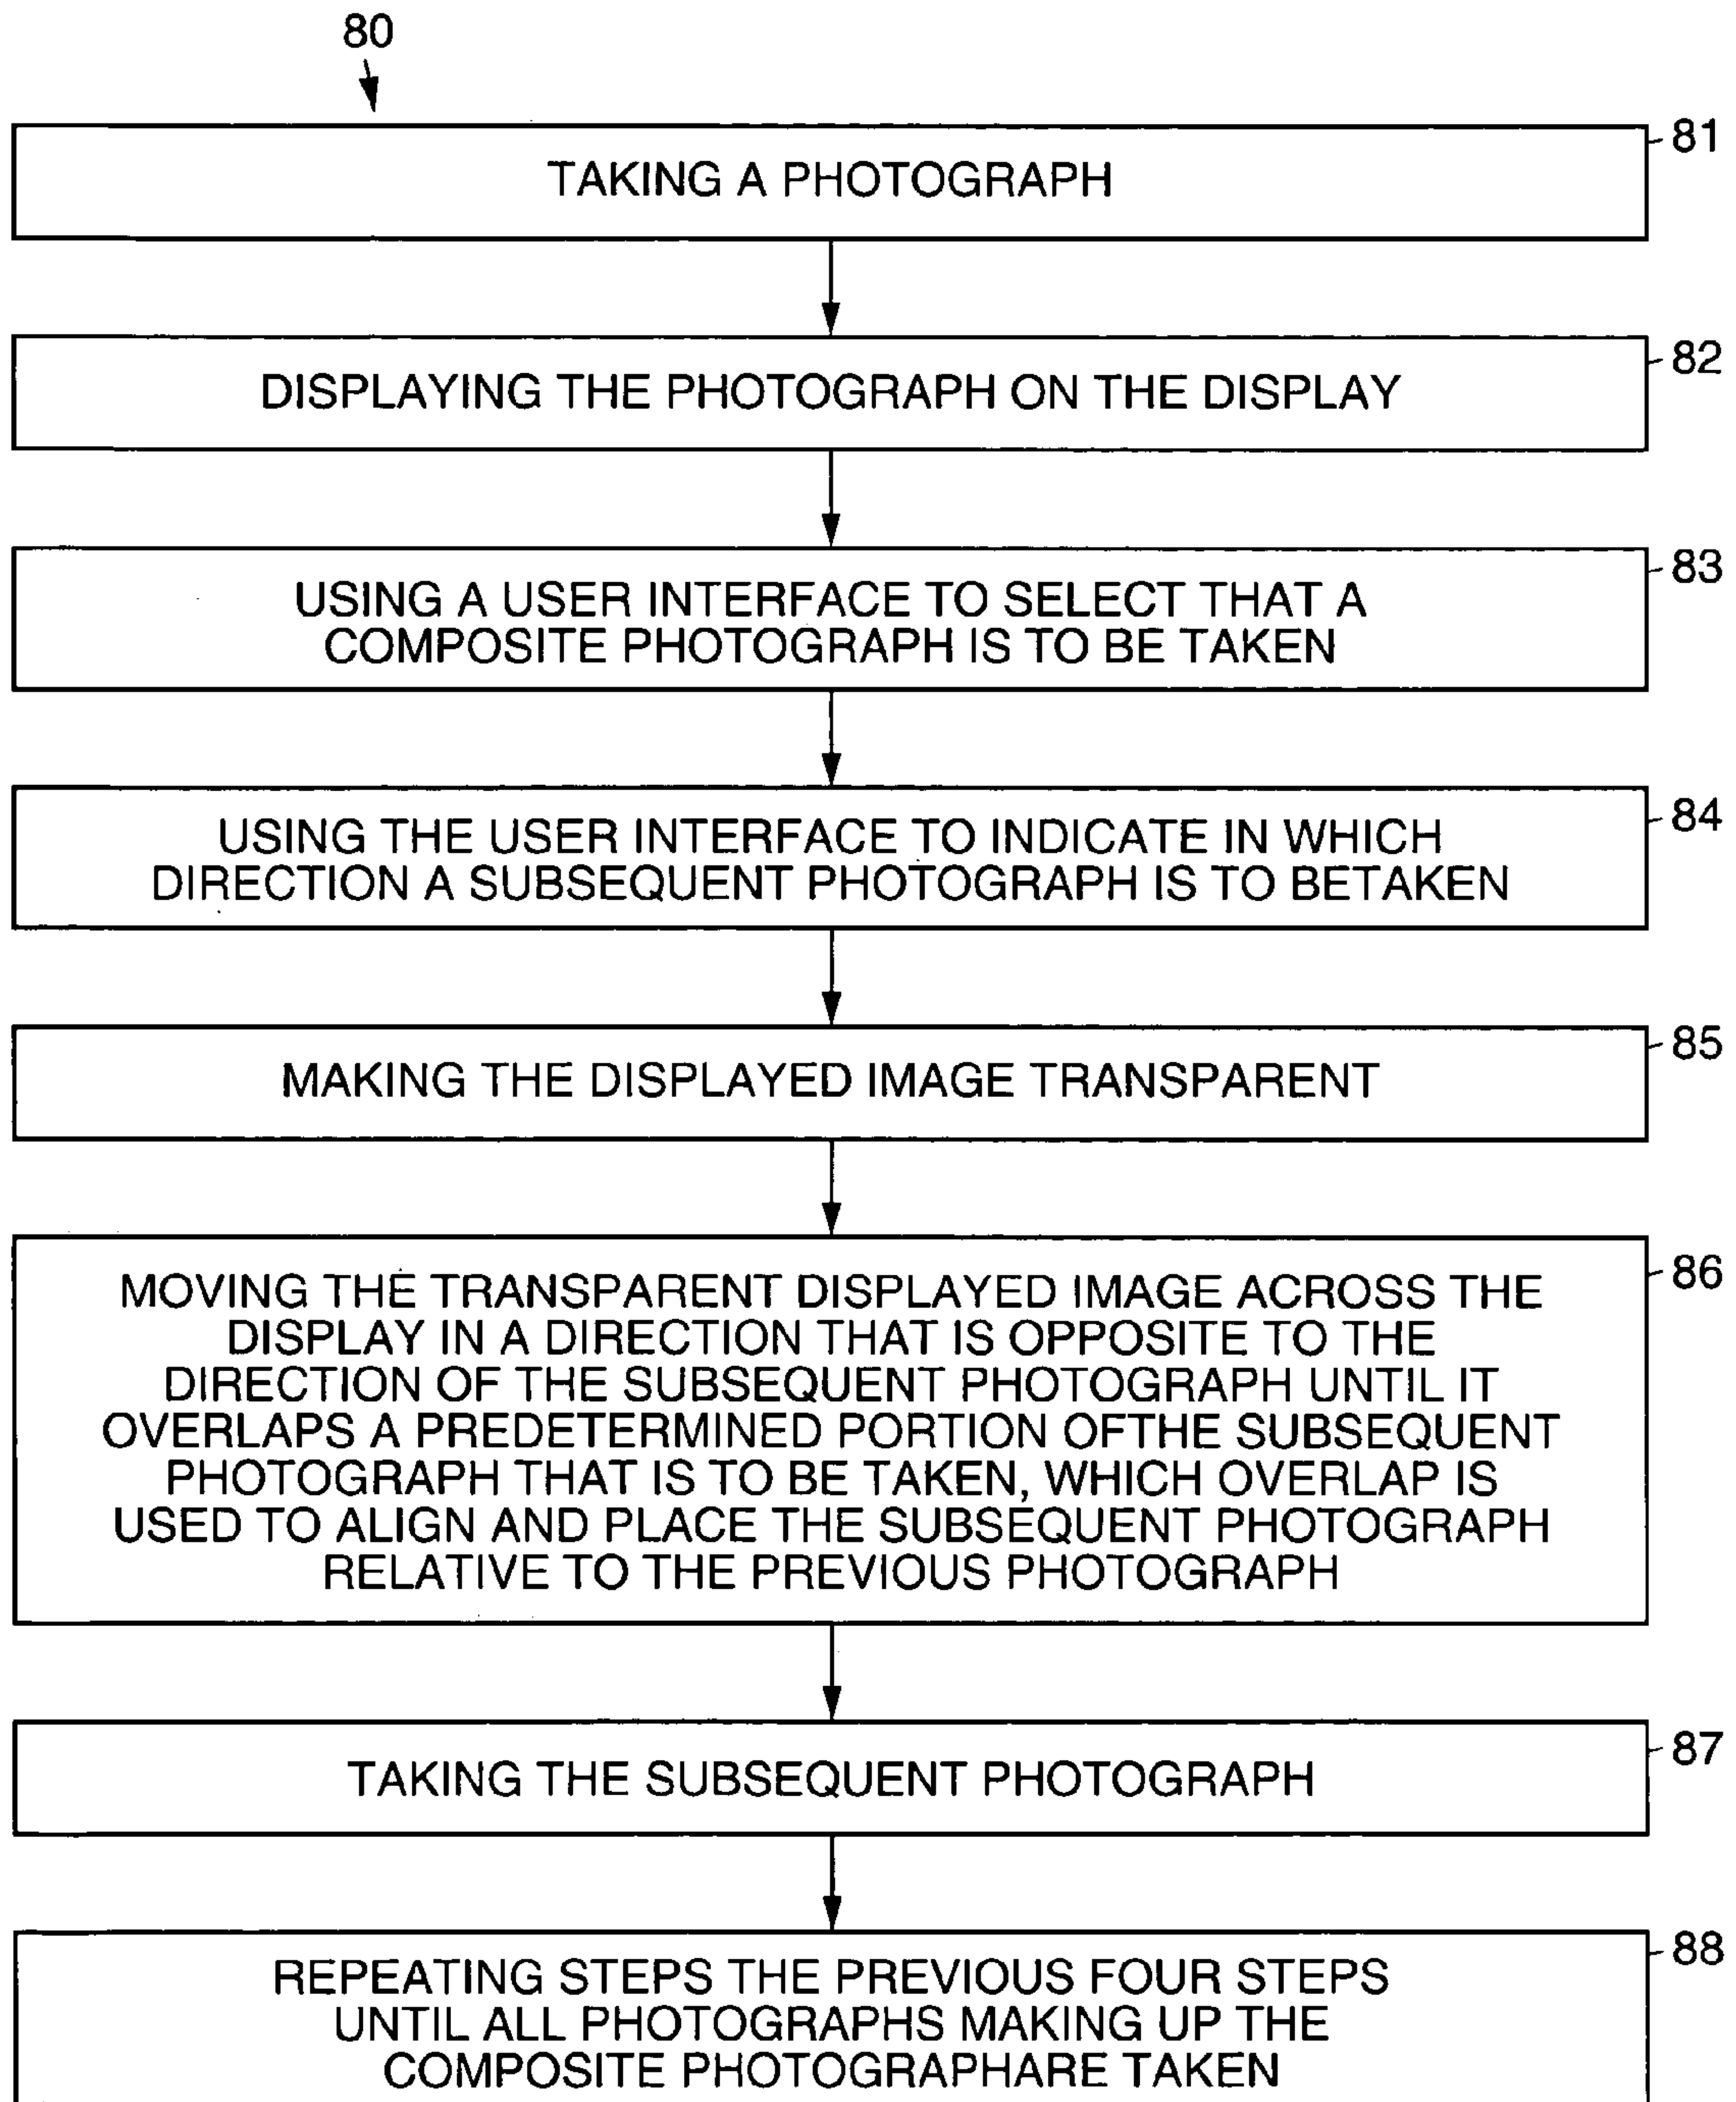 80
81
TAKING A PHOTOGRAPH
82
DISPLAYING THE PHOTOGRAPH ON THE DISPLAY
83
USING A USER INTERFACE TO SELECT THAT A
COMPOSITE PHOTOGRAPH IS TO BE TAKEN
84
USING THE USER INTERFACE TO INDICATE IN WHICH
DIRECTION A SUBSEQUENT PHOTOGRAPH IS TO BETAKEN
85
MAKING THE DISPLAYED IMAGE TRANSPARENT
86
MOVING THE TRANSPARENT DISPLAYED IMAGE ACROSS THE
DISPLAY IN A DIRECTION THAT IS OPPOSITE TO THE
DIRECTION OF THE SUBSEQUENT PHOTOGRAPH UNTIL IT
OVERLAPS A PREDETERMINED PORTION OFTHE SUBSEQUENT
PHOTOGRAPH THAT IS TO BE TAKEN, WHICH OVERLAP IS
USED TO ALIGN AND PLACE THE SUBSEQUENT PHOTOGRAPH
RELATIVE TO THE PREVIOUS PHOTOGRAPH
87
TAKING THE SUBSEQUENT PHOTOGRAPH
88
REPEATING STEPS THE PREVIOUS FOUR STEPS
UNTIL ALL PHOTOGRAPHS MAKING UP THE
COMPOSITE PHOTOGRAPHARE TAKEN